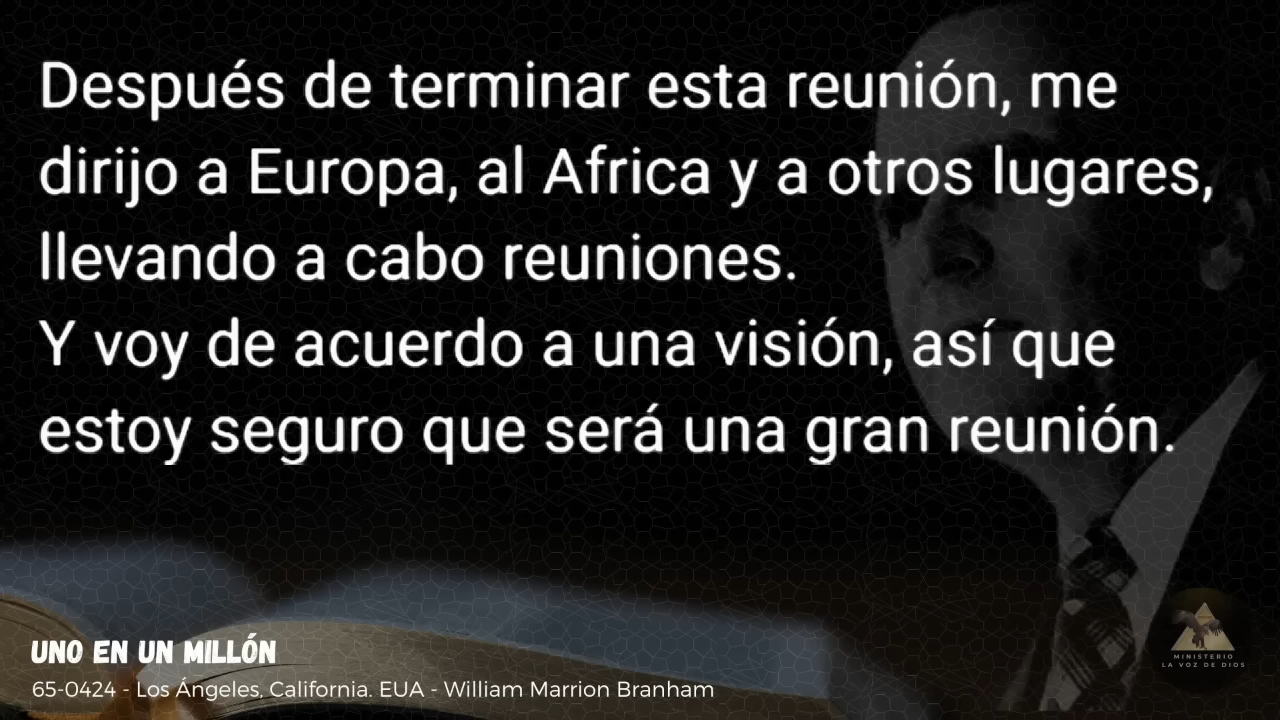 Después de terminar esta reunión, me
dirijo a Europa, al Africa y a otros lugares,
llevando a cabo reuniones.
Y voy de acuerdo a una visión, así que
estoy seguro que será una gran reunión.
UNO EN UN MILLÓN
65-0424 - Los Ángeles, California. EUA - William Marrion Branham
MINISTERIO
LA VOZ DE DIOS